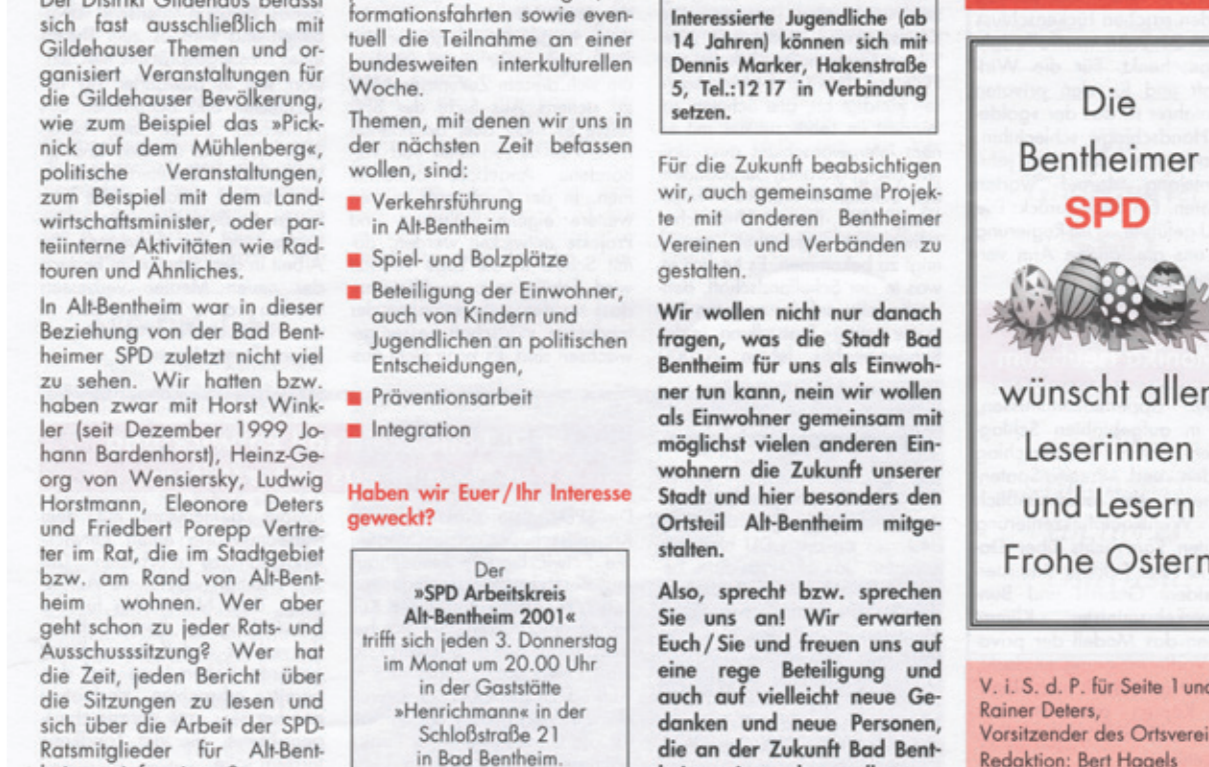 Der Distrikt Gildehaus befasst
sich fast ausschließlich mit
Gildehauser Themen und or-
ganisiert Veranstaltungen für
die Gildehauser Bevölkerung,
wie zum Beispiel das »Pick-
nick auf dem Mühlenberg«,
politische Veranstaltungen,
zum Beispiel mit dem Land-
wirtschaftsminister, oder par-
teiinterne Aktivitäten wie Rad-
touren und Ähnliches.
In Alt-Bentheim war in dieser
Beziehung von der Bad Bent-
heimer SPD zuletzt nicht viel
zu sehen. Wir hatten bzw.
haben zwar mit Horst Wink-
ler (seit Dezember 1999 Jo-
hann Bardenhorst), Heinz-Ge-
org von Wensiersky, Ludwig
Horstmann, Eleonore Deters
und Friedbert Porepp Vertre-
ter im Rat, die im Stadtgebiet
bzw. am Rand von Alt-Bent-
heim wohnen. Wer aber
geht schon zu jeder Rats- und
Ausschusssitzung? Wer hat
die Zeit, jeden Bericht über
die Sitzungen zu lesen und
sich über die Arbeit der SPD-
Ratsmitglieder für Alt-Bent-
formationsfahrten sowie even-
tuell die Teilnahme an einer
bundesweiten interkulturellen
Woche.
Themen, mit denen wir uns in
der nächsten Zeit befassen
wollen, sind:
Verkehrsführung
in Alt-Bentheim
Spiel- und Bolzplätze
Beteiligung der Einwohner,
auch von Kindern und
Jugendlichen an politischen
Entscheidungen,
Präventionsarbeit
Integration
Haben wir Euer / Ihr Interesse
geweckt?
Der
»SPD Arbeitskreis
Alt-Bentheim 2001«
trifft sich jeden 3. Donnerstag
im Monat um 20.00 Uhr
in der Gaststätte
»Henrichmann« in der
Schloßstraße 21
in Bad Bentheim.
Interessierte Jugendliche (ab
14 Jahren) können sich mit
Dennis Marker, Hakenstraße
5, Tel.: 12 17 in Verbindung
setzen.
Für die Zukunft beabsichtigen
wir, auch gemeinsame Projek-
te mit anderen Bentheimer
Vereinen und Verbänden zu
gestalten.
Wir wollen nicht nur danach
fragen, was die Stadt Bad
Bentheim für uns als Einwoh-
ner tun kann, nein wir wollen
als Einwohner gemeinsam mit
möglichst vielen anderen Ein-
wohnern die Zukunft unserer
Stadt und hier besonders den
Ortsteil Alt-Bentheim mitge-
stalten.
Also, sprecht bzw. sprechen
Sie uns an! Wir erwarten
Euch / Sie und freuen uns auf
eine rege Beteiligung und
auch auf vielleicht neue Ge-
danken und neue Personen,
die an der Zukunft Bad Bent-
Die
Bentheimer
SPD
wünscht allen
Leserinnen
und Lesern
Frohe Ostern
V. i. S. d. P. für Seite 1 und
Rainer Deters,
Vorsitzender des Ortsverei
Redaktion: Bert Hagels